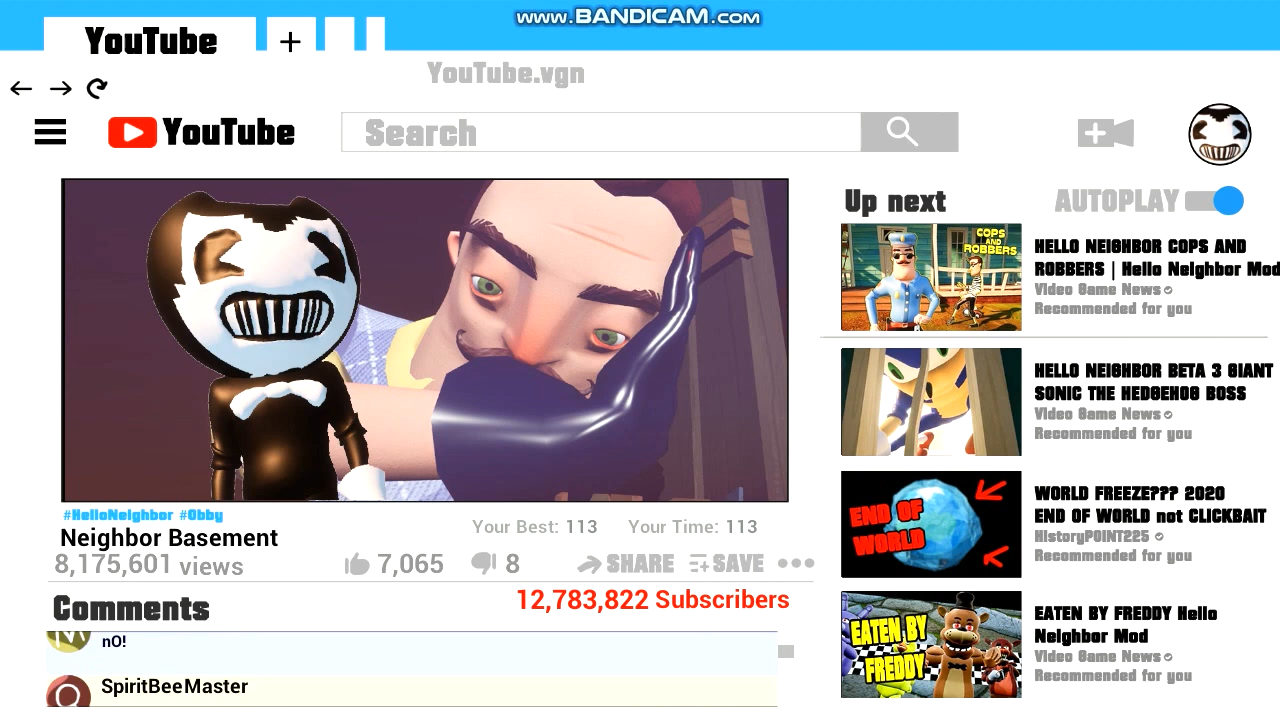 www.BANDICAM.com
YouTube
+
YouTube.vgn
YouTube
Search
Up next
AUTOPLAY
COPS
AND
ROBBERS
HELLO NEIGHBOR COPS AND
ROBBERS | Hello Neighbor Mod
Video Game News
Recommended for you
HELLO NEIGHBOR BETA 3 GIANT
SONIC THE HEDGEHOG BOSS
Video Game News
Recommended for you
END OF
WORLD
WORLD FREEZE??? 2020
END OF WORLD not CLICKBAIT
HistoryPOINT225
Recommended for you
EATEN BY
FREDDY
EATEN BY FREDDY Hello
Neighbor Mod
Video Game News
Recommended for you
#HelloNeighbor #Obby
Neighbor Basement
Your Best: 113 Your Time: 113
8,175,601 views
7,065
8
SHARE
SAVE
Comments
12,783,822 Subscribers
M
nO!
Q
SpiritBeeMaster